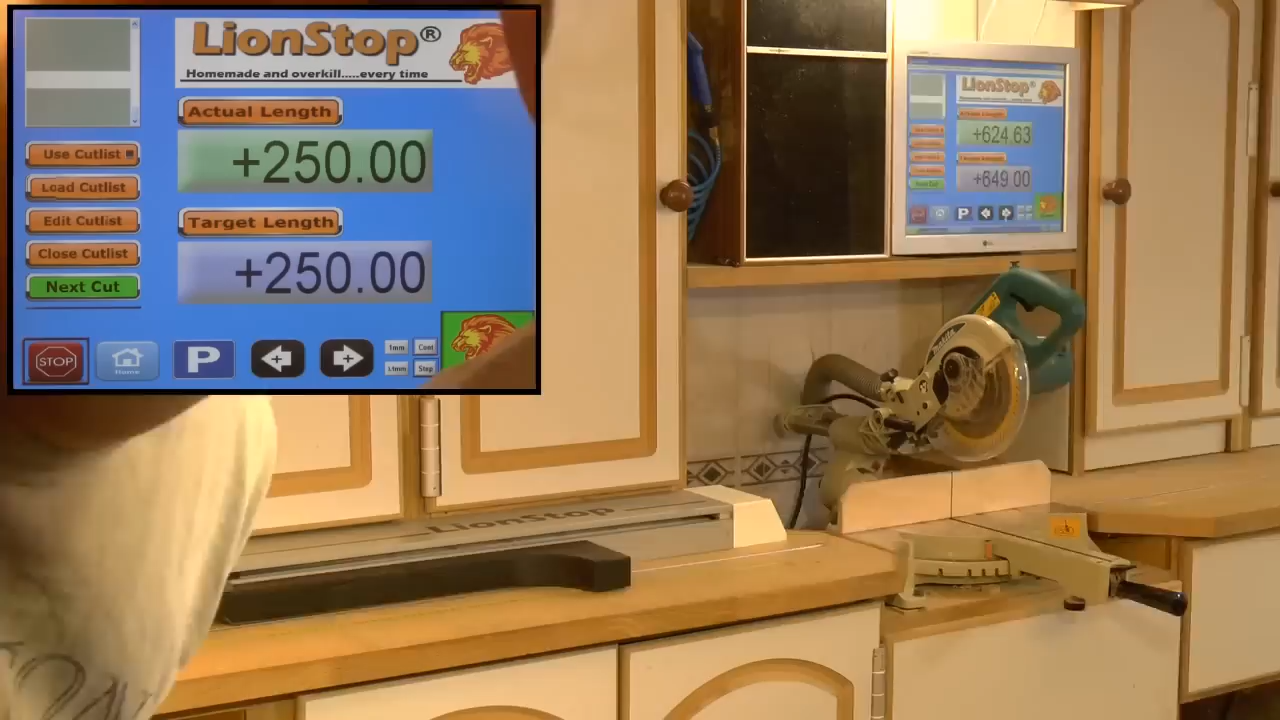 LionStop®
Homemade and overkill.....every time
Actual Length
+250.00
Use Cutlist
Load Cutlist
Target Length
Edit Cutlist
+250.00
Close Cutlist
Next Cut
STOP
Home
P
1mm
Cont
Step
LionStop
+624.63
+649.00
P
LG
LionStop